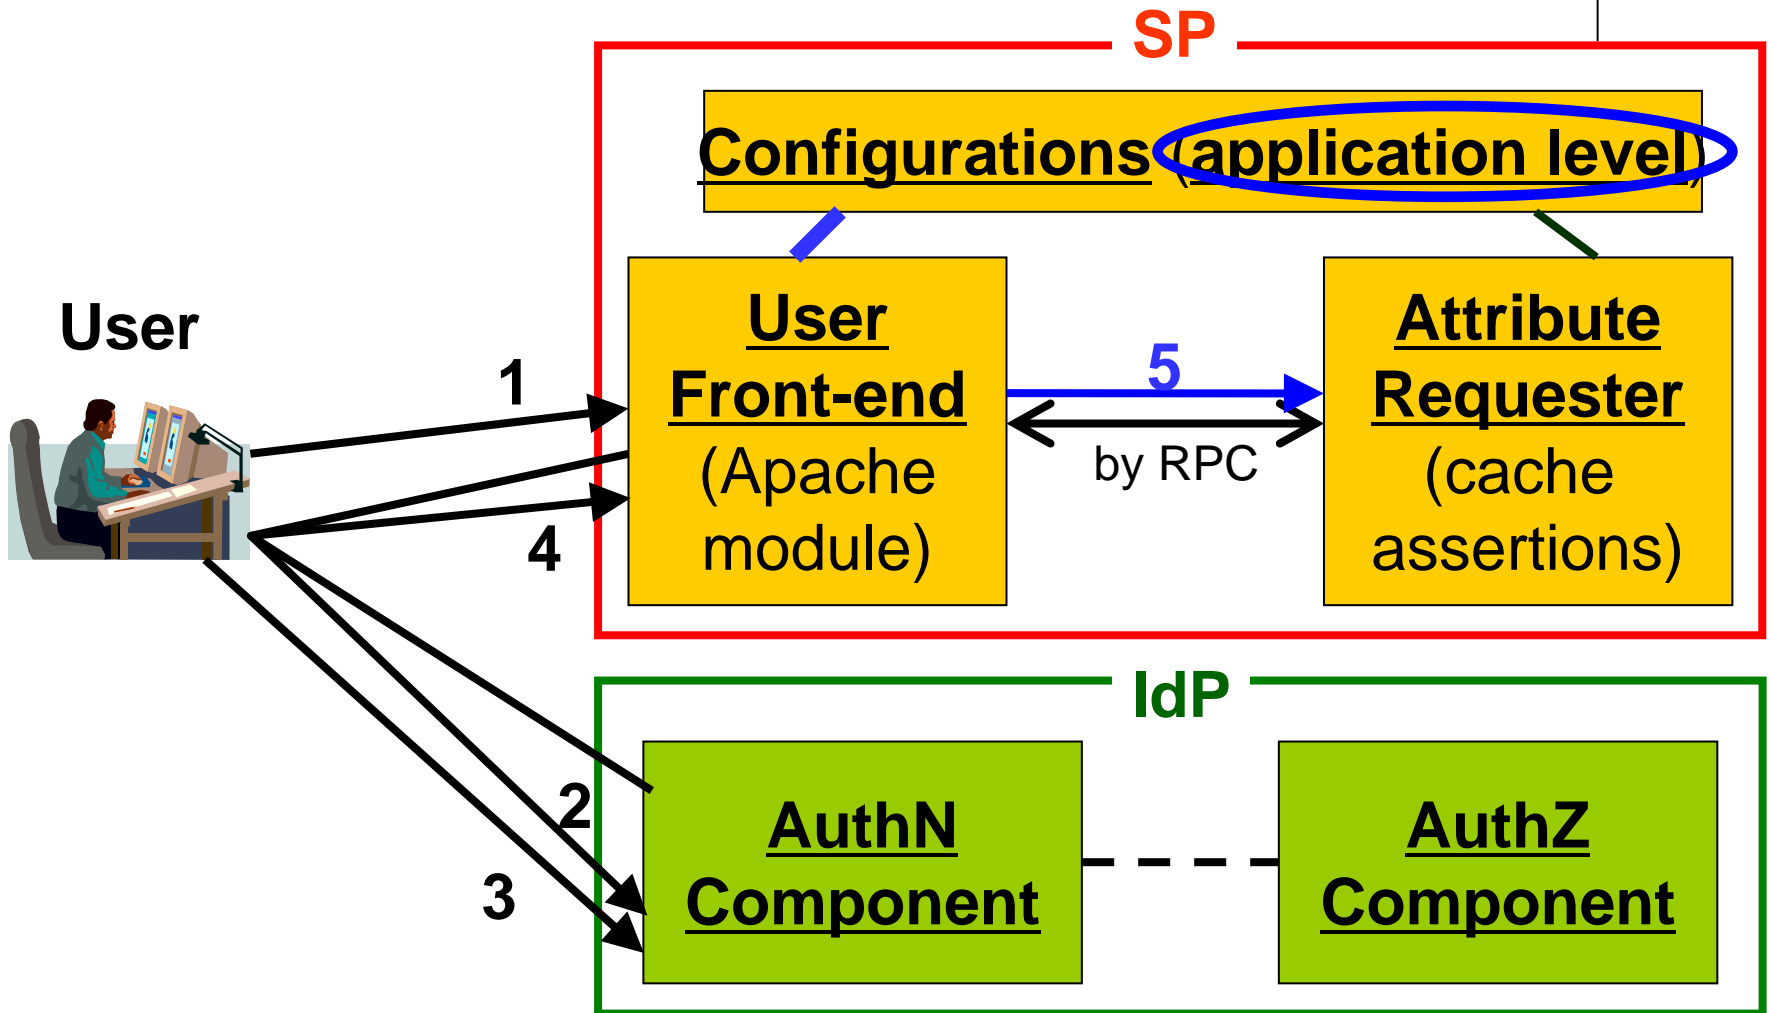 SP
Configurations (application level)
User
1
User
Front-end
(Apache
module)
5
by RPC
Attribute
Requester
(cache
assertions)
4
IdP
2
3
AuthN
Component
AuthZ
Component